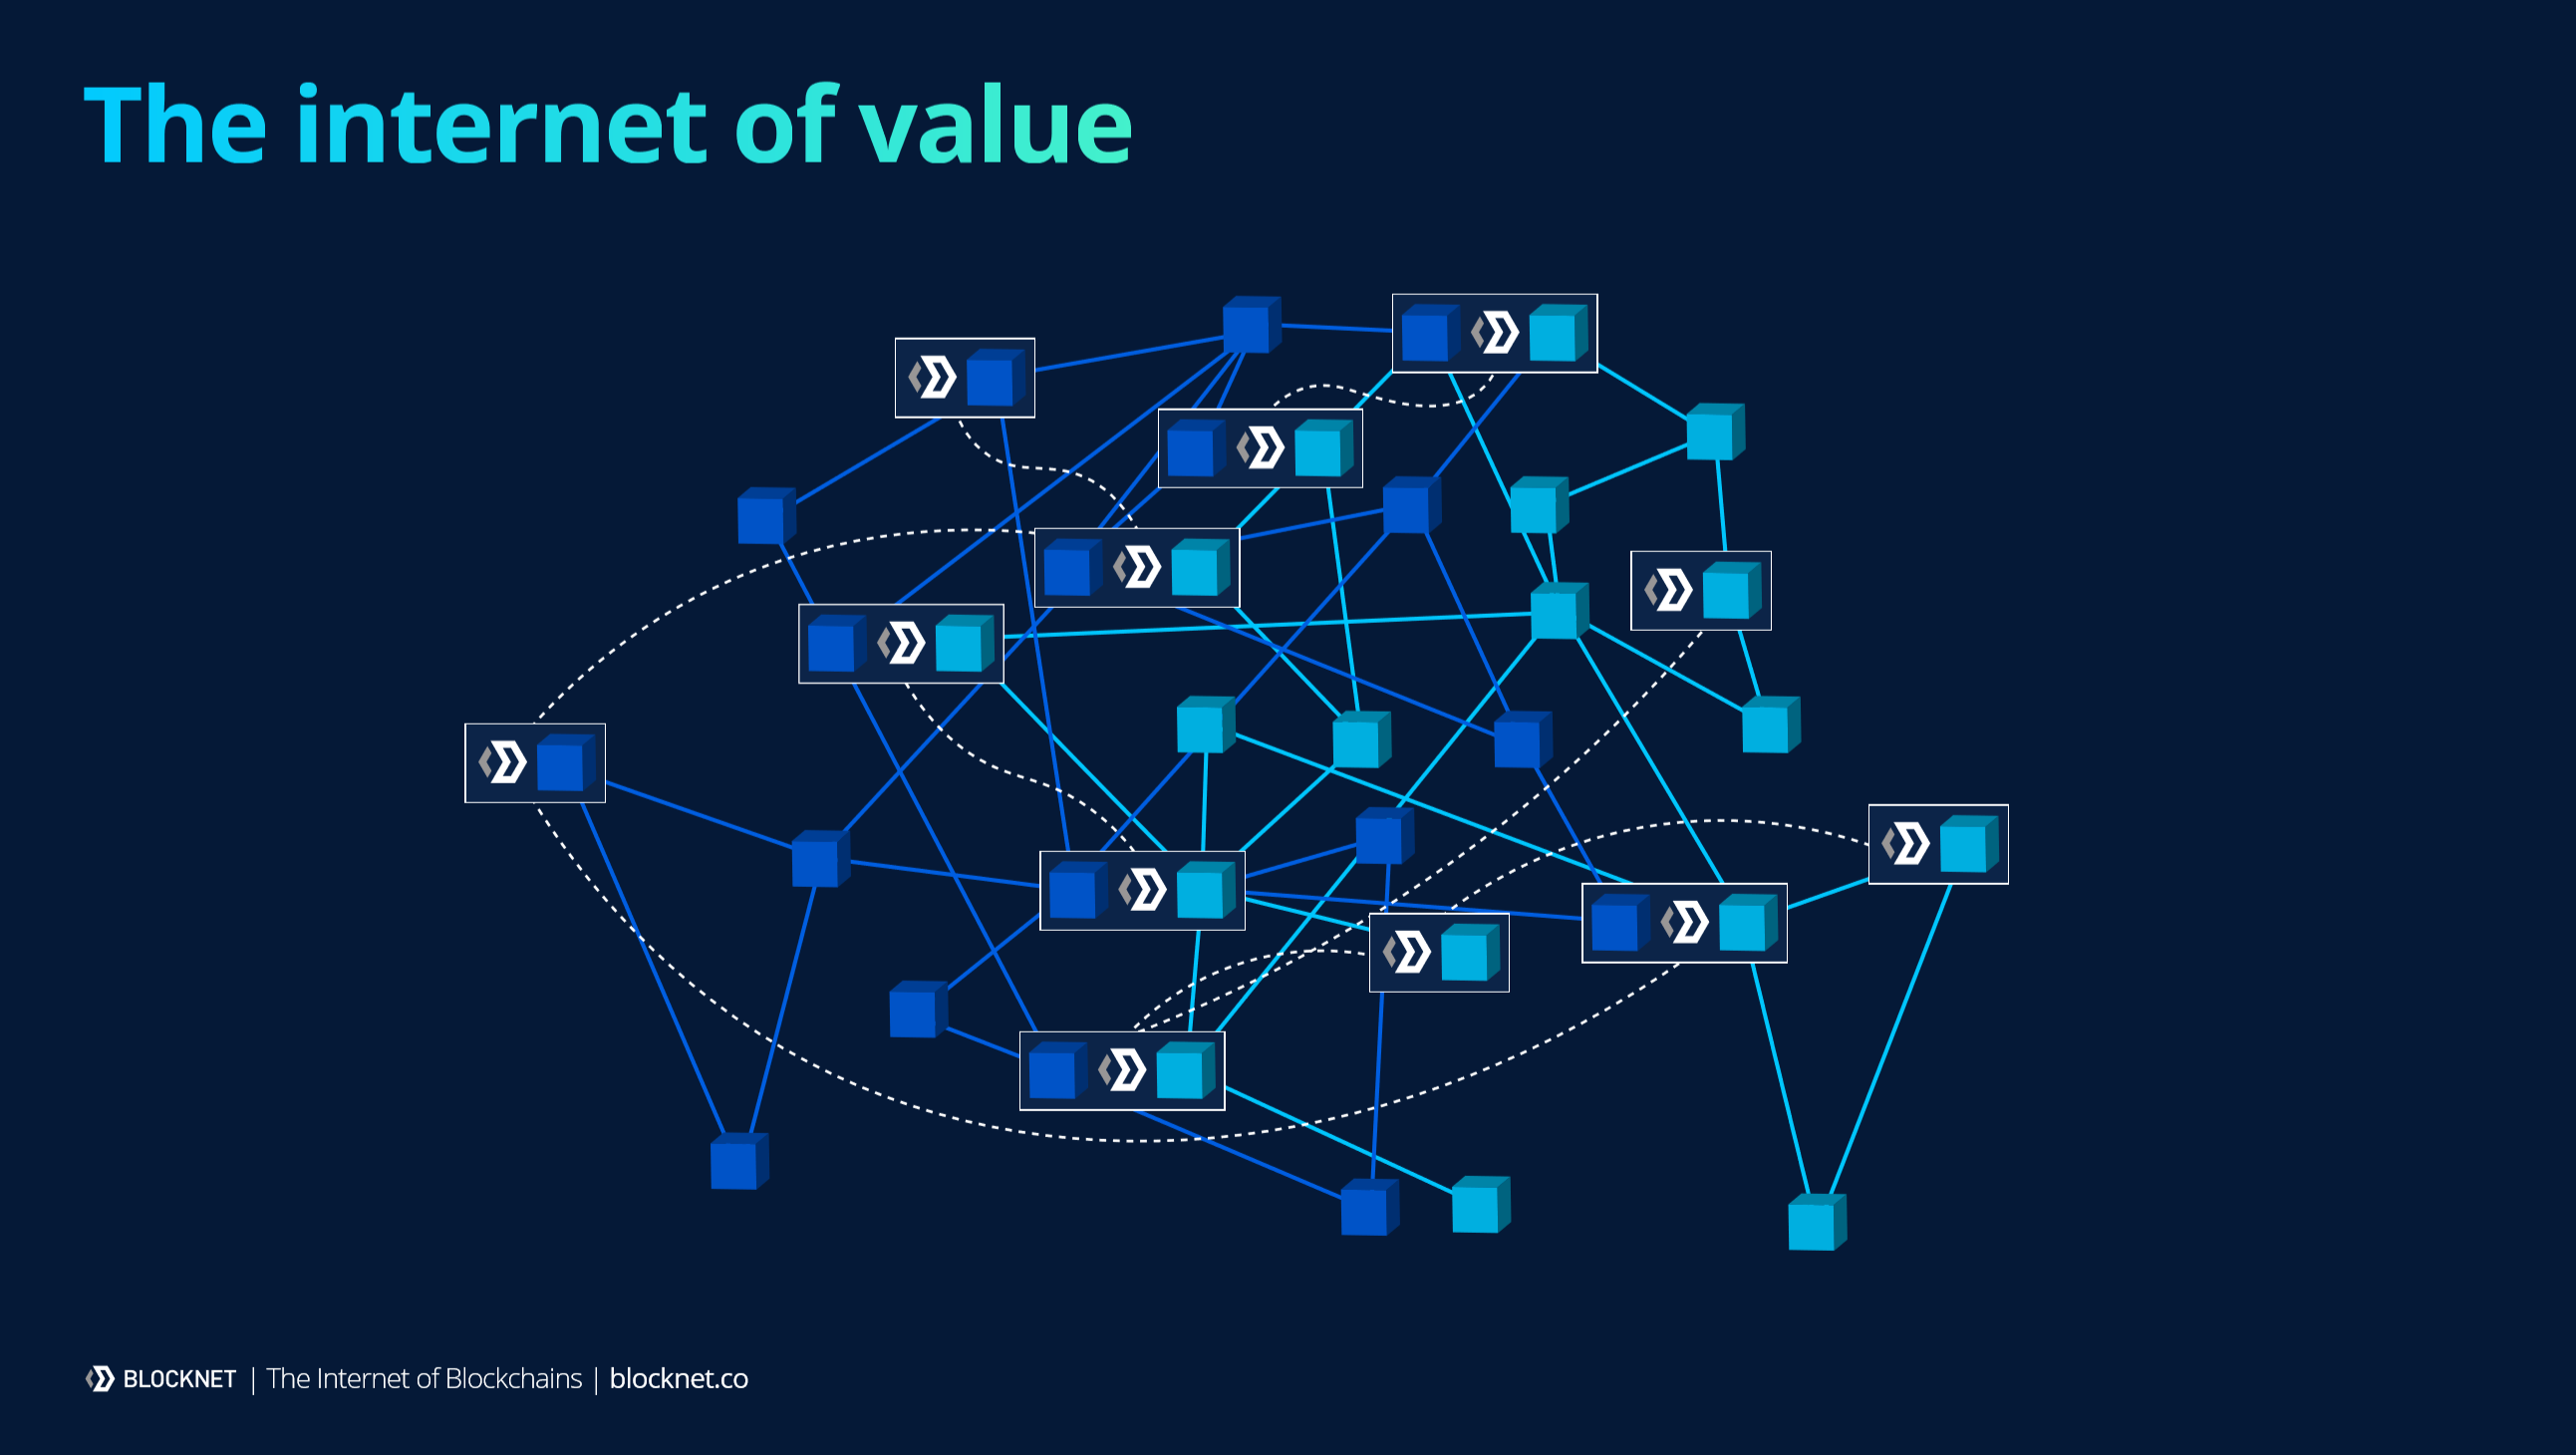 The internet of value
BLOCKNET | The Internet of Blockchains | blocknet.co